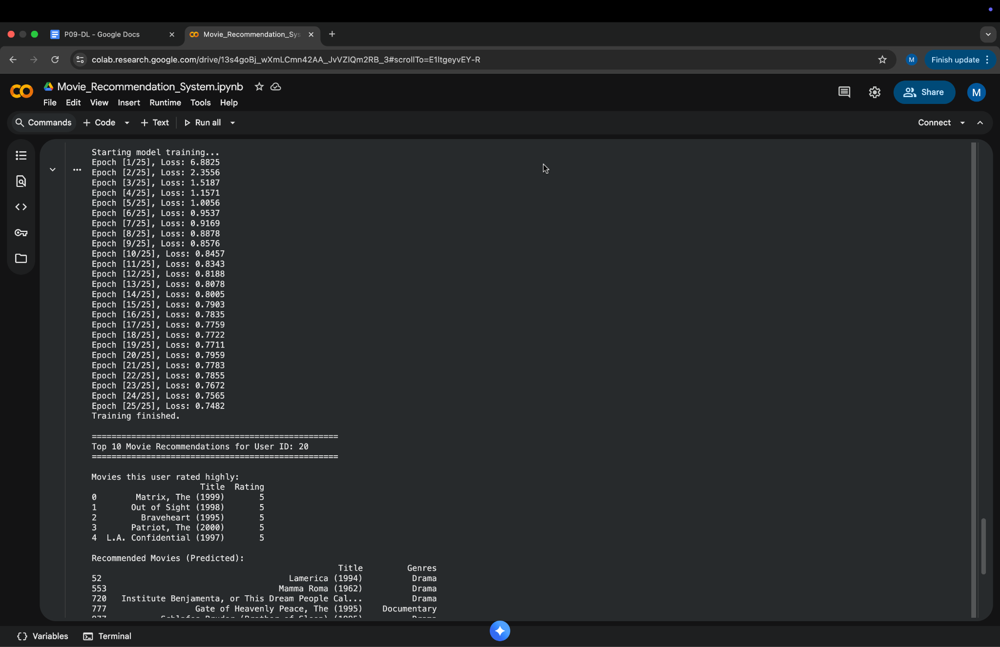 P09-DL - Google Docs
Movie_Recommendation_Sys
colab.research.google.com/drive/13s4goBj_wXmLCmn42AA_JvVZlQm2RB_3#scrollTo=E1ltgeyvEY-R
M
Finish update
CO
Movie_Recommendation_System.ipynb
File Edit View Insert Runtime Tools Help
Share
M
Commands + Code + Text Run all
Connect
Starting model training...
Epoch [1/25], Loss: 6.8825
Epoch [2/25], Loss: 2.3556
Epoch [3/25], Loss: 1.5187
Epoch [4/25], Loss: 1.1571
Epoch [5/25], Loss: 1.0056
Epoch [6/25], Loss: 0.9537
Epoch [7/25], Loss: 0.9169
Epoch [8/25], Loss: 0.8878
Epoch [9/25], Loss: 0.8576
Epoch [10/25], Loss: 0.8457
Epoch [11/25], Loss: 0.8343
Epoch [12/25], Loss: 0.8188
Epoch [13/25], Loss: 0.8078
Epoch [14/25], Loss: 0.8005
Epoch [15/25], Loss: 0.7903
Epoch [16/25], Loss: 0.7835
Epoch [17/25], Loss: 0.7759
Epoch [18/25], Loss: 0.7722
Epoch [19/25], Loss: 0.7711
Epoch [20/25], Loss: 0.7959
Epoch [21/25], Loss: 0.7783
Epoch [22/25], Loss: 0.7855
Epoch [23/25], Loss: 0.7672
Epoch [24/25], Loss: 0.7565
Epoch [25/25], Loss: 0.7482
Training finished.
==================================================
Top 10 Movie Recommendations for User ID: 20
==================================================
Movies this user rated highly:
Title Rating
0 Matrix, The (1999) 5
1 Out of Sight (1998) 5
2 Braveheart (1995) 5
3 Patriot, The (2000) 5
4 L.A. Confidential (1997) 5
Recommended Movies (Predicted):
Title Genres
52 Lamerica (1994) Drama
553 Mamma Roma (1962) Drama
720 Institute Benjamenta, or This Dream People Cal... Drama
777 Gate of Heavenly Peace, The (1995) Documentary
Variables
Terminal